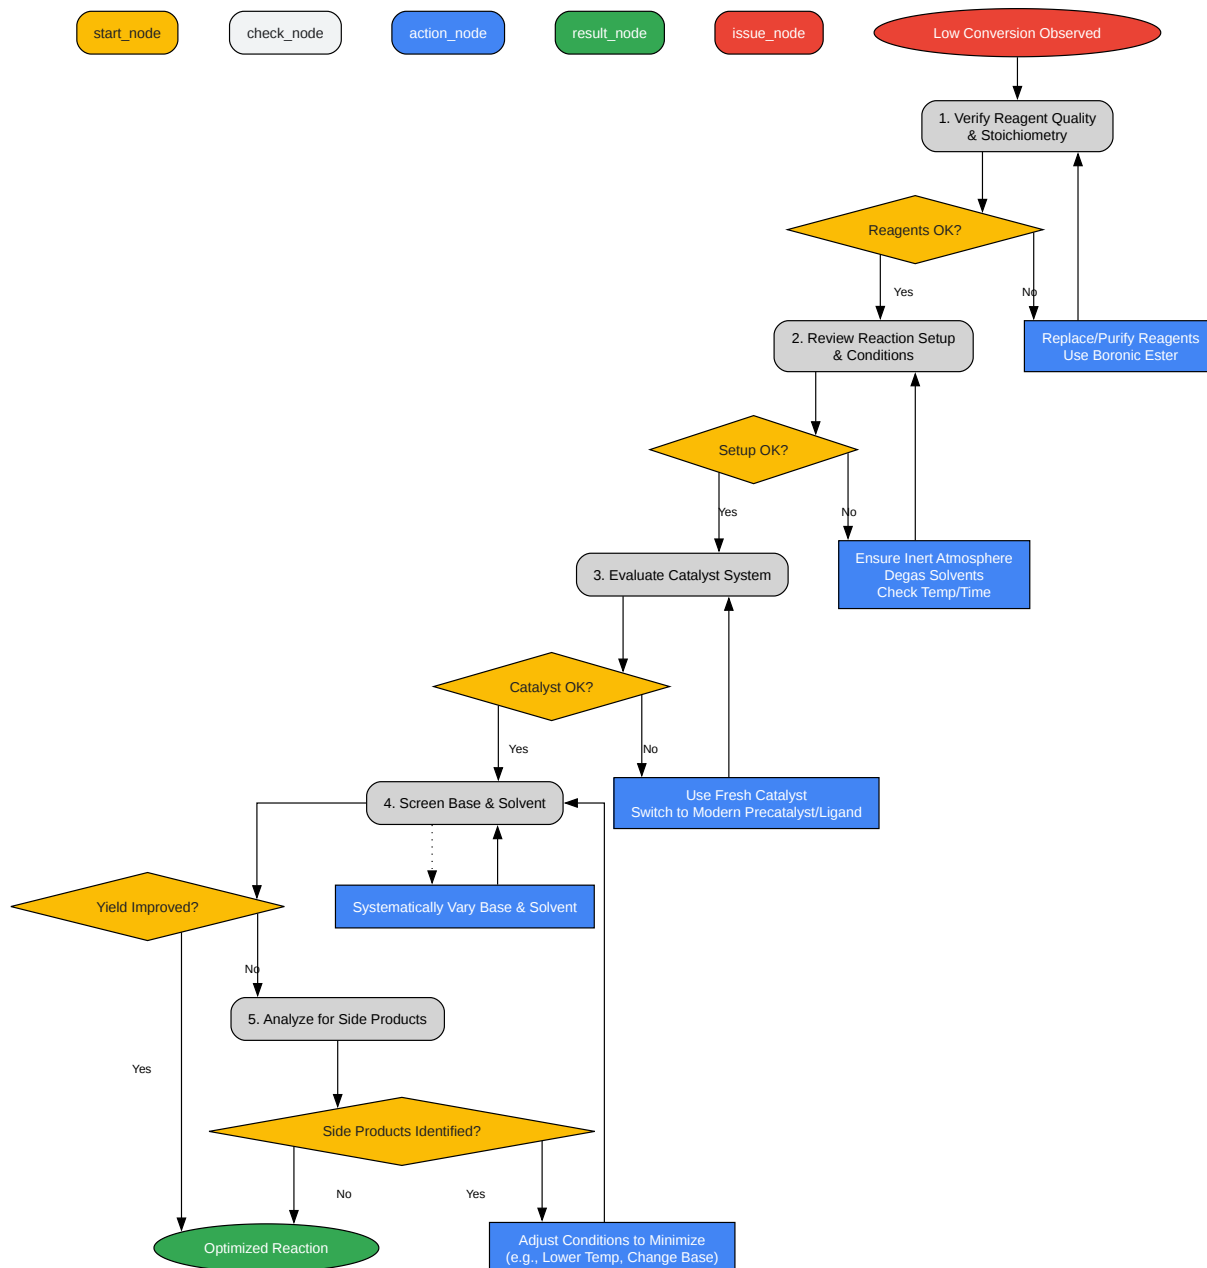 start_node
check_node
action_node
result_node
issue_node
Low Conversion Observed
1. Verify Reagent Quality
& Stoichiometry
Reagents OK?
Yes
No
2. Review Reaction Setup
& Conditions
Replace/Purify Reagents
Use Boronic Ester
Setup OK?
Yes
No
3. Evaluate Catalyst System
Ensure Inert Atmosphere
Degas Solvents
Check Temp/Time
Catalyst OK?
Yes
No
4. Screen Base & Solvent
Use Fresh Catalyst
Switch to Modern Precatalyst/Ligand
Yield Improved?
Systematically Vary Base & Solvent
No
5. Analyze for Side Products
Yes
Side Products Identified?
No
Yes
Optimized Reaction
Adjust Conditions to Minimize
(e.g., Lower Temp, Change Base)